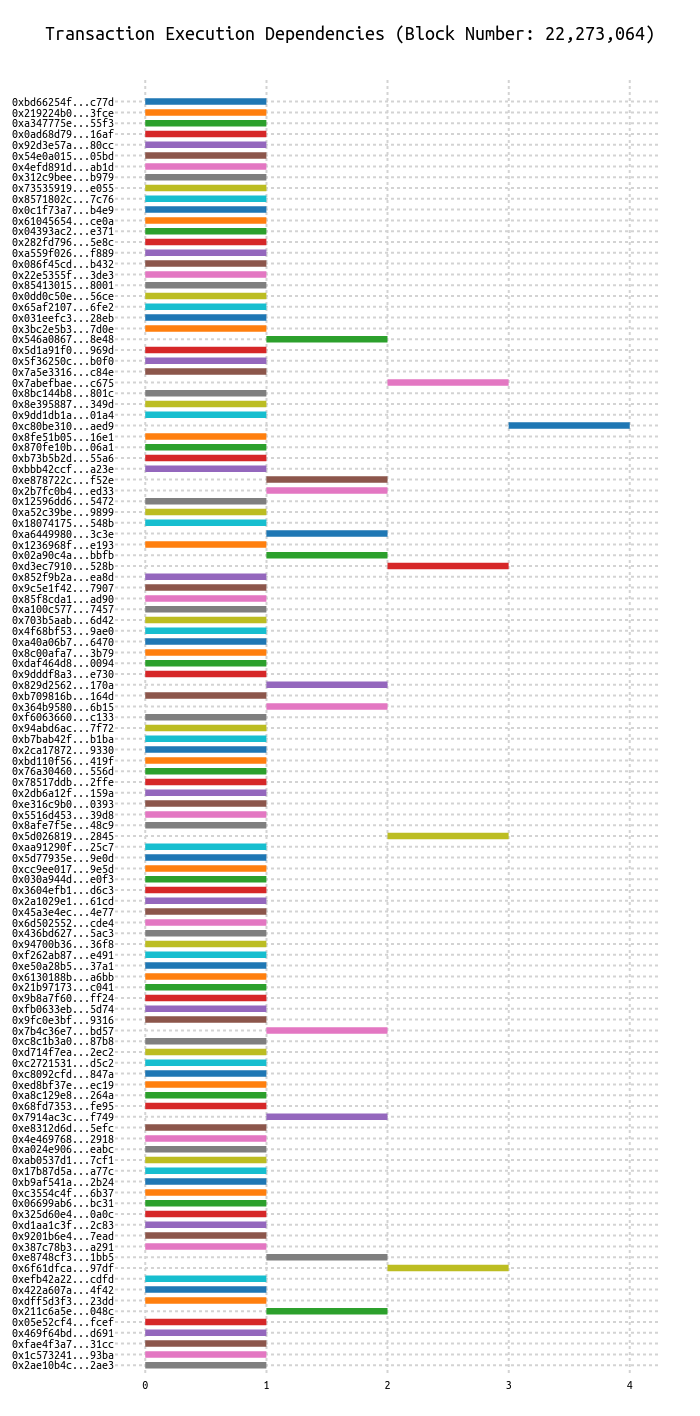 Transaction Execution Dependencies (Block Number: 22,273,064)
0xbd66254f...c77d
0x219224b0...3fce
0xa347775e...55f3
0x0ad68d79...16af
0x92d3e57a...80cc
0x54e0a015...05bd
0x4efd891d...ab1d
0x312c9bee...b979
0x73535919...e055
0x8571802c...7c76
0x0c1f73a7...b4e9
0x61045654...ce0a
0x04393ac2...e371
0x282fd796...5e8c
0xa559f026...f889
0x086f45cd...b432
0x22e5355f...3de3
0x85413015...8001
0x0dd0c50e...56ce
0x65af2107...6fe2
0x031eefc3...28eb
0x3bc2e5b3...7d0e
0x546a0867...8e48
0x5d1a91f0...969d
0x5f36250c...b0f0
0x7a5e3316...c84e
0x7abefbae...c675
0x8bc144b8...801c
0x8e395887...349d
0x9dd1db1a...01a4
0xc80be310...aed9
0x8fe51b05...16e1
0x870fe10b...06a1
0xb73b5b2d...55a6
0xbbb42ccf...a23e
0xe878722c...f52e
0x2b7fc0b4...ed33
0x12596dd6...5472
0xa52c39be...9899
0x18074175...548b
0xa6449980...3c3e
0x1236968f...e193
0x02a90c4a...bbfb
0xd3ec7910...528b
0x852f9b2a...ea8d
0x9c5e1f42...7907
0x85f8cda1...ad90
0xa100c577...7457
0x703b5aab...6d42
0x4f68bf53...9ae0
0xa40a06b7...6470
0x8c00afa7...3b79
0xdaf464d8...0094
0x9dddf8a3...e730
0x829d2562...170a
0xb709816b...164d
0x364b9580...6b15
0xf6063660...c133
0x94abd6ac...7f72
0xb7bab42f...b1ba
0x2ca17872...9330
0xbd110f56...419f
0x76a30460...556d
0x78517ddb...2ffe
0x2db6a12f...159a
0xe316c9b0...0393
0x5516d453...39d8
0x8afe7f5e...48c9
0x5d026819...2845
0xaa91290f...25c7
0x5d77935e...9e0d
0xcc9ee017...9e5d
0x030a944d...e0f3
0x3604efb1...d6c3
0x2a1029e1...61cd
0x45a3e4ec...4e77
0x6d502552...cde4
0x436bd627...5ac3
0x94700b36...36f8
0xf262ab87...e491
0xe50a28b5...37a1
0x6130188b...a6bb
0x21b97173...c041
0x9b8a7f60...ff24
0xfb0633eb...5d74
0x9fc0e3bf...9316
0x7b4c36e7...bd57
0xc8c1b3a0...87b8
0xd714f7ea...2ec2
0xc2721531...d5c2
0xc8092cfd...847a
0xed8bf37e...ec19
0xa8c129e8...264a
0x68fd7353...fe95
0x7914ac3c...f749
0xe8312d6d...5efc
0x4e469768...2918
0xa024e906...eabc
0xab0537d1...7cf1
0x17b87d5a...a77c
0xb9af541a...2b24
0xc3554c4f...6b37
0x06699ab6...bc31
0x325d60e4...0a0c
0xd1aa1c3f...2c83
0x9201b6e4...7ead
0x387c78b3...a291
0xe8748cf3...1bb5
0x6f61dfca...97df
0xefb42a22...cdfd
0x422a607a...4f42
0xdff5d3f3...23dd
0x211c6a5e...048c
0x05e52cf4...fcef
0x469f64bd...d691
0xfae4f3a7...31cc
0x1c573241...93ba
0x2ae10b4c...2ae3
0 1 2 3 4